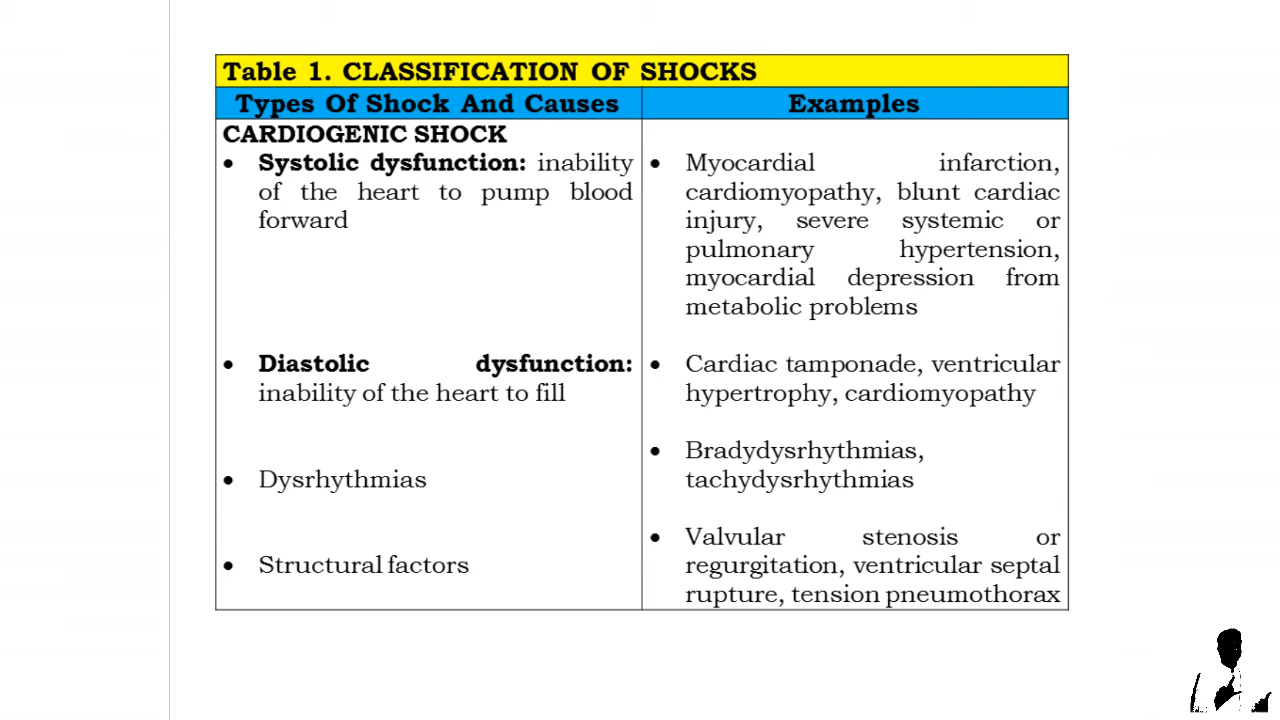 Table 1. CLASSIFICATION OF SHOCKS
Types Of Shock And Causes
Examples
CARDIOGENIC SHOCK
• Systolic dysfunction: inability
of the heart to pump blood
forward
• Myocardial infarction,
cardiomyopathy, blunt cardiac
injury, severe systemic or
pulmonary hypertension,
myocardial depression from
metabolic problems
• Diastolic dysfunction:
inability of the heart to fill
• Cardiac tamponade, ventricular
hypertrophy, cardiomyopathy
• Dysrhythmias
• Bradydysrhythmias,
tachydysrhythmias
• Structural factors
• Valvular stenosis or
regurgitation, ventricular septal
rupture, tension pneumothorax